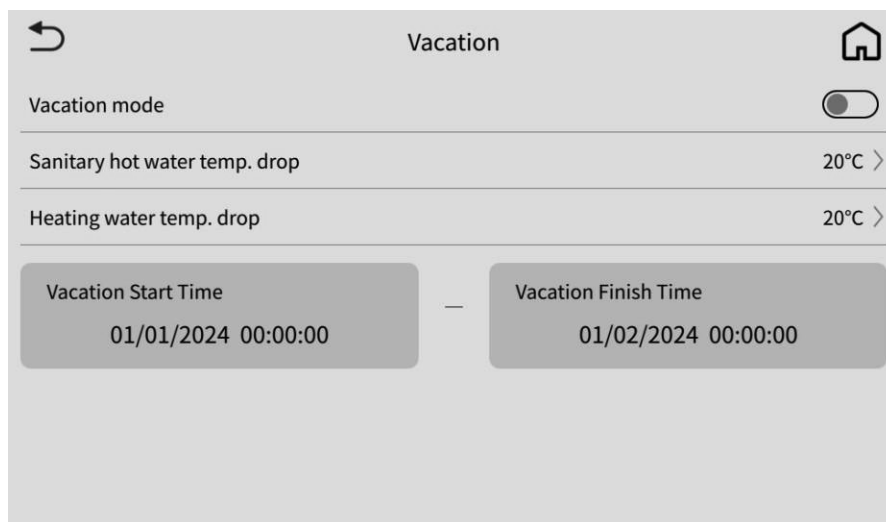 Vacation
Vacation mode
Sanitary hot water temp. drop 20°C
Heating water temp. drop 20°C
Vacation Start Time
01/01/2024 00:00:00
—
Vacation Finish Time
01/02/2024 00:00:00